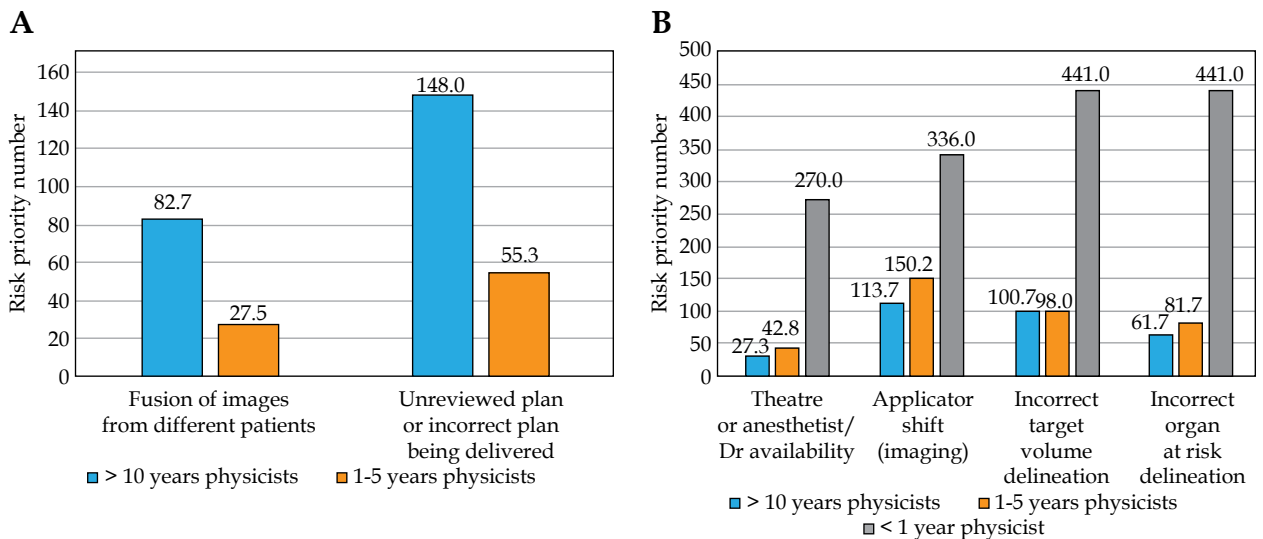 A
Risk priority number
160
140
120
100
80
60
40
20
0
82.7
27.5
148.0
55.3
Fusion of images
from different patients
Unreviewed plan
or incorrect plan
being delivered
> 10 years physicists
1-5 years physicists
B
Risk priority number
500
450
400
350
300
250
200
150
100
50
0
27.3
42.8
270.0
113.7
150.2
336.0
100.7
98.0
441.0
61.7
81.7
441.0
Theatre
or anesthetist/
Dr availability
Applicator
shift
(imaging)
Incorrect
target
volume
delineation
Incorrect
organ
at risk
delineation
> 10 years physicists
1-5 years physicists
< 1 year physicist